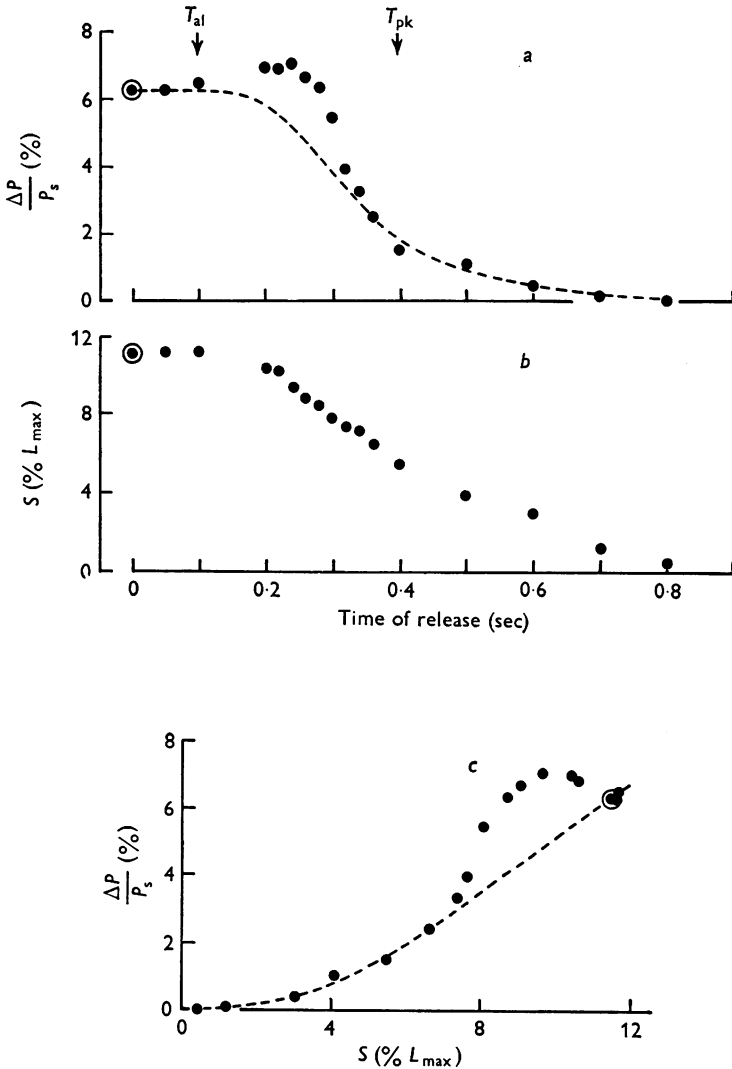 T_al T_pk
a
8
6
4
2
0
ΔP/P_s (%)
b
12
8
4
0
S (% L_max)
0 0·2 0·4 0·6 0·8
Time of release (sec)
c
8
6
4
2
0
ΔP/P_s (%)
0 4 8 12
S (% L_max)